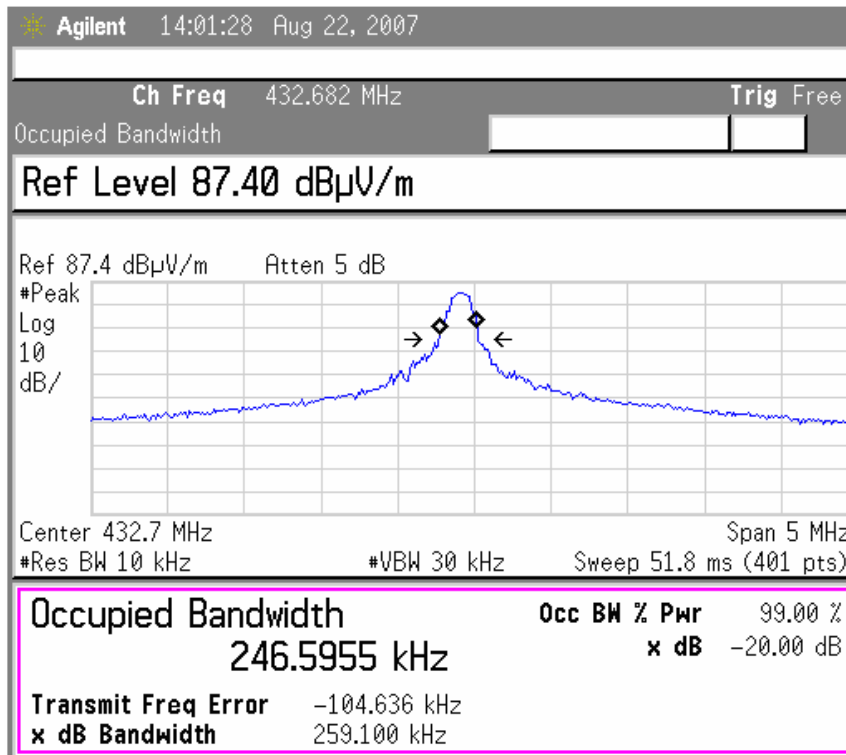 Agilent 14:01:28 Aug 22, 2007
Ch Freq 432.682 MHz Trig Free
Occupied Bandwidth
Ref Level 87.40 dBµV/m
Ref 87.4 dBµV/m Atten 5 dB
#Peak
Log
10
dB/
Center 432.7 MHz Span 5 MHz
#Res BW 10 kHz #VBW 30 kHz Sweep 51.8 ms (401 pts)
Occupied Bandwidth Occ BW % Pwr 99.00 %
246.5955 kHz x dB -20.00 dB
Transmit Freq Error -104.636 kHz
x dB Bandwidth 259.100 kHz